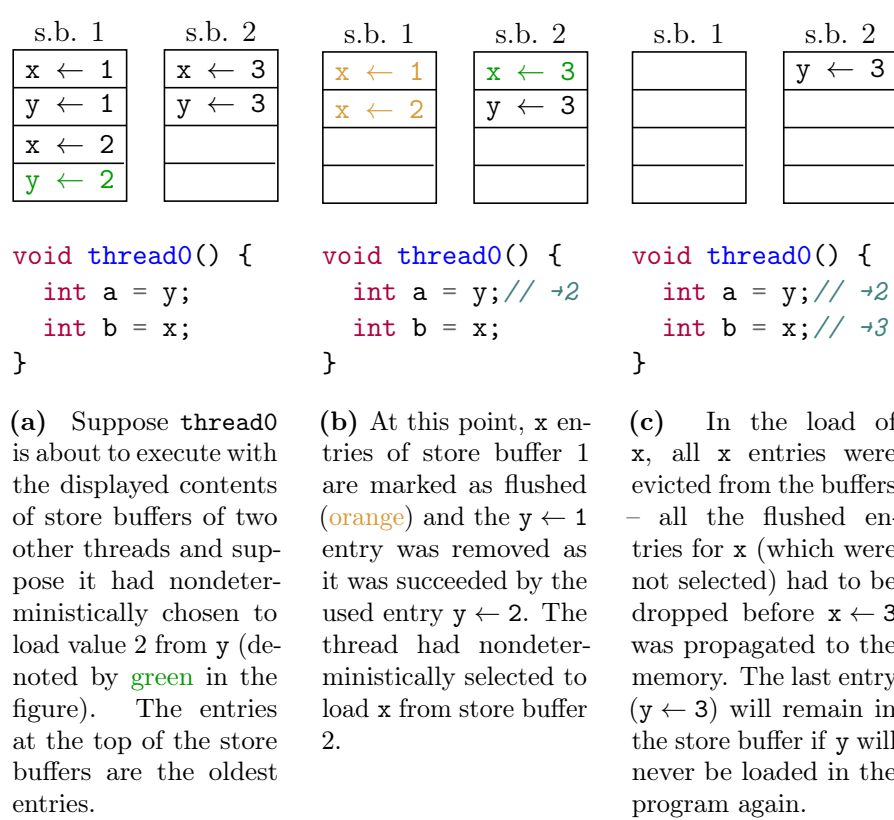 s.b. 1
s.b. 2
x ← 1
x ← 3
y ← 1
y ← 3
x ← 2
y ← 2
void thread0() {
int a = y;
int b = x;
}
(a) Suppose thread0
is about to execute with
the displayed contents
of store buffers of two
other threads and sup-
pose it had nondeter-
ministically chosen to
load value 2 from y (de-
noted by green in the
figure). The entries
at the top of the store
buffers are the oldest
entries.
s.b. 1
s.b. 2
x ← 1
x ← 3
x ← 2
y ← 3
void thread0() {
int a = y;// →2
int b = x;
}
(b) At this point, x en-
tries of store buffer 1
are marked as flushed
(orange) and the y ← 1
entry was removed as
it was succeeded by the
used entry y ← 2. The
thread had nondeter-
ministically selected to
load x from store buffer
2.
s.b. 1
s.b. 2
y ← 3
void thread0() {
int a = y;// →2
int b = x;// →3
}
(c) In the load of
x, all x entries were
evicted from the buffers
– all the flushed en-
tries for x (which were
not selected) had to be
dropped before x ← 3
was propagated to the
memory. The last entry
(y ← 3) will remain in
the store buffer if y will
never be loaded in the
program again.